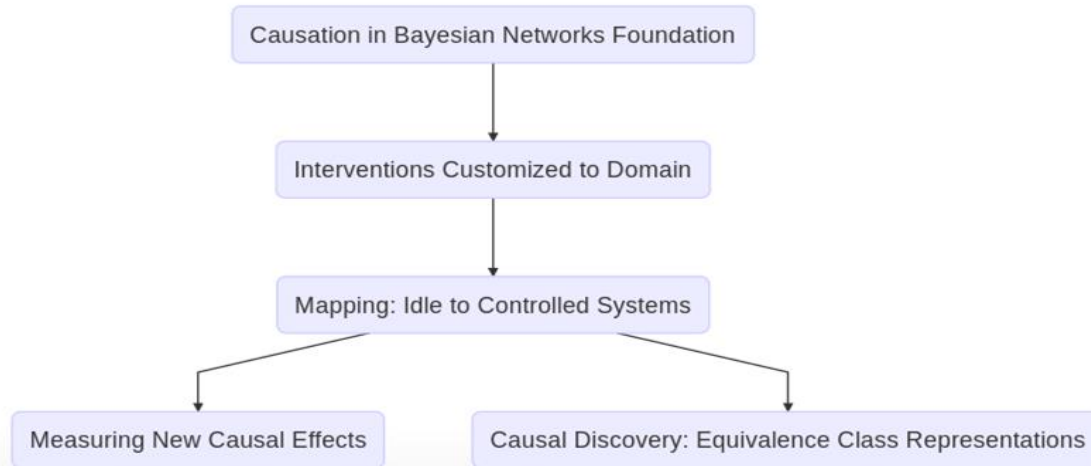 Causation in Bayesian Networks Foundation
Interventions Customized to Domain
Mapping: Idle to Controlled Systems
Measuring New Causal Effects
Causal Discovery: Equivalence Class Representations